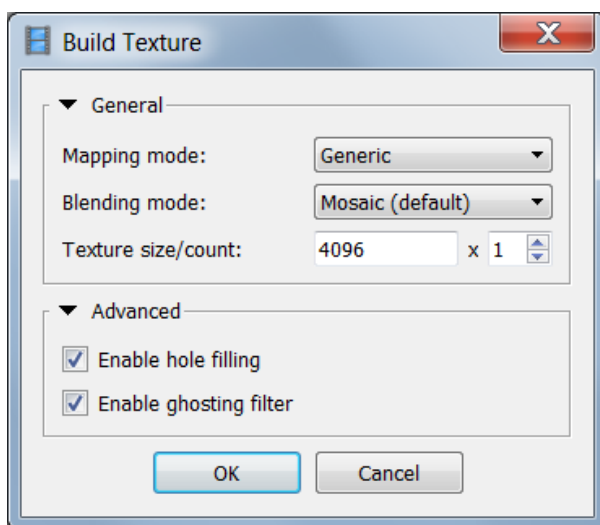 Build Texture
General
Mapping mode: Generic
Blending mode: Mosaic (default)
Texture size/count: 4096 x 1
Advanced
Enable hole filling
Enable ghosting filter
OK Cancel